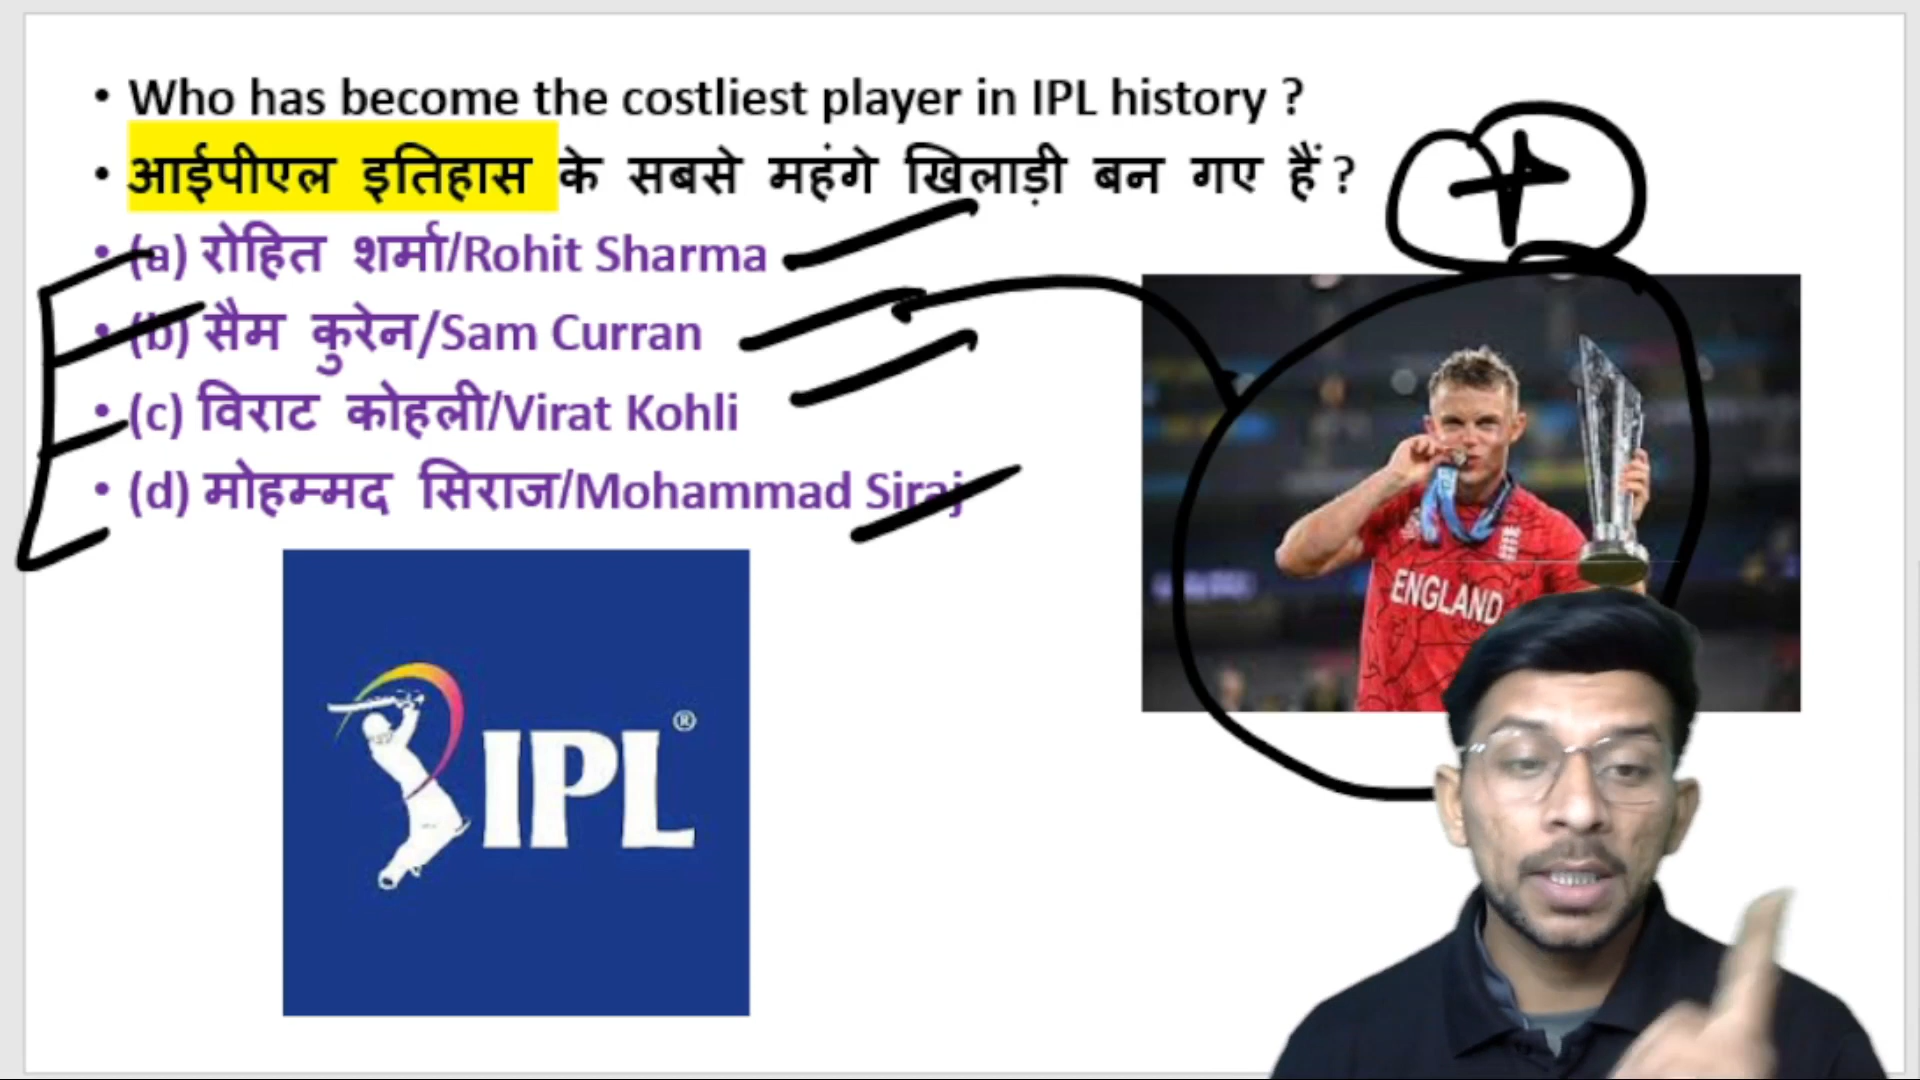 • Who has become the costliest player in IPL history ?
• आईपीएल इतिहास के सबसे महंगे खिलाड़ी बन गए हैं ?
• (a) रोहित शर्मा/Rohit Sharma
• (b) सैम कुरेन/Sam Curran
• (c) विराट कोहली/Virat Kohli
• (d) मोहम्मद सिराज/Mohammad Siraj
ENGLAND
IPL®